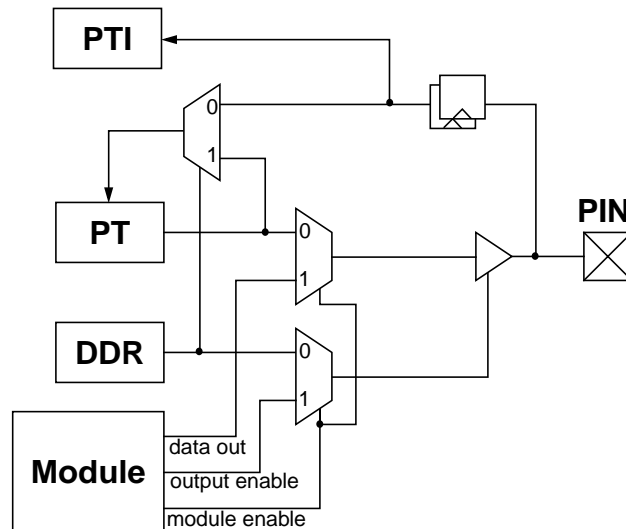 PTI
0
1
PIN
PT
0
1
DDR
0
1
Module
data out
output enable
module enable